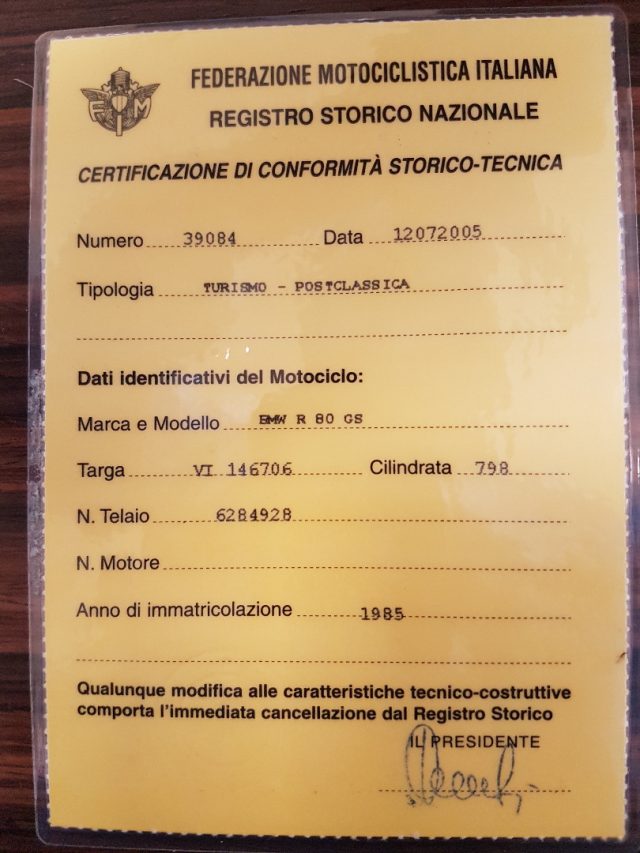 FEDERAZIONE MOTOCICLISTICA ITALIANA
REGISTRO STORICO NAZIONALE
CERTIFICAZIONE DI CONFORMITÀ STORICO-TECNICA
Numero 39084 Data 12072005
Tipologia TURISMO - POSTCLASSICA
Dati identificativi del Motociclo:
Marca e Modello BMW R 80 GS
Targa VI 146706 Cilindrata 798
N. Telaio 6284928
N. Motore
Anno di immatricolazione 1985
Qualunque modifica alle caratteristiche tecnico-costruttive
comporta l'immediata cancellazione dal Registro Storico
IL PRESIDENTE